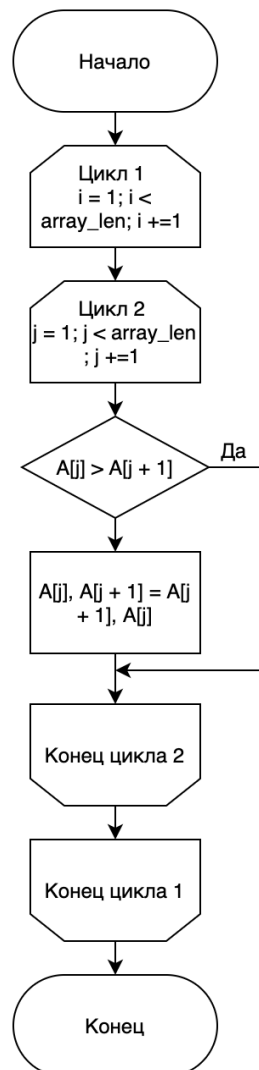 Начало
Цикл 1
i = 1; i <
array_len; i +=1
Цикл 2
j = 1; j < array_len
; j +=1
A[j] > A[j + 1]
Да
A[j], A[j + 1] = A[j
+ 1], A[j]
Конец цикла 2
Конец цикла 1
Конец